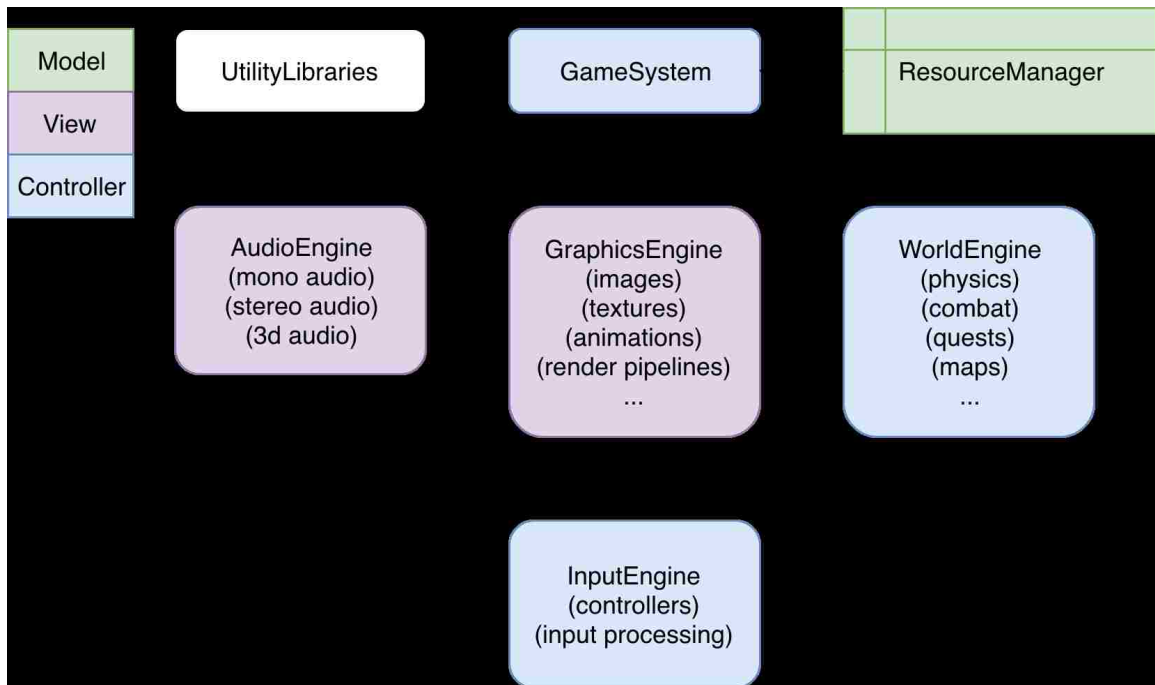 Model
View
Controller
UtilityLibraries
GameSystem
ResourceManager
AudioEngine
(mono audio)
(stereo audio)
(3d audio)
GraphicsEngine
(images)
(textures)
(animations)
(render pipelines)
...
WorldEngine
(physics)
(combat)
(quests)
(maps)
...
InputEngine
(controllers)
(input processing)